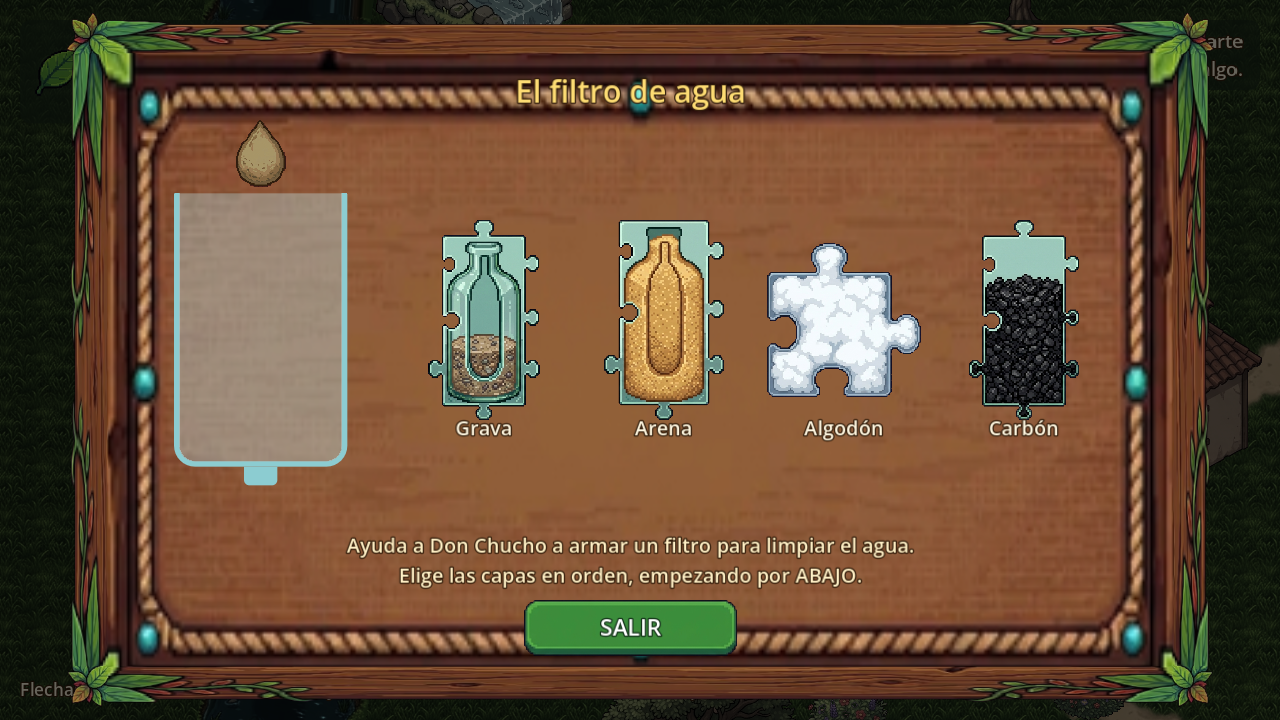 El filtro de agua
Grava
Arena
Algodón
Carbón
Ayuda a Don Chucho a armar un filtro para limpiar el agua.
Elige las capas en orden, empezando por ABAJO.
SALIR